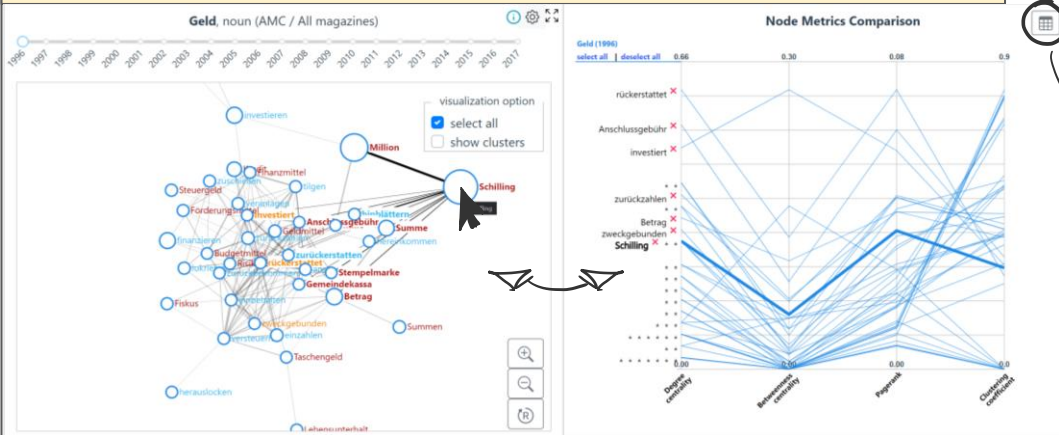 Geld, noun (AMC / All magazines)
1996 1997 1998 1999 2000 2001 2002 2003 2004 2005 2006 2007 2008 2009 2010 2011 2012 2013 2014 2015 2016 2017
visualization option
select all
show clusters
investieren
Million
Schilling
Finanzmittel
Steuergeld
tilgen
Förderungsmittel
investiert
Anschlussgebühr
hinblättern
Geldmittel
Summe
finanzieren
hereinkommen
Budgetmittel
zurückerstatten
rückerstattet
Stempelmarke
Gemeindekassa
Betrag
Fiskus
zweckgebunden
einzahlen
Summen
versteuern
Taschengeld
herauslocken
Lebensunterhalt
R
Node Metrics Comparison
Geld (1996)
select all | deselect all
0.66 0.30 0.08 0.9
rückerstattet
Anschlussgebühr
investiert
zurückzahlen
Betrag
zweckgebunden
Schilling
0.00 0.00 0.00 0.0
Degree centrality
Betweenness centrality
Pagerank
Clustering coefficient